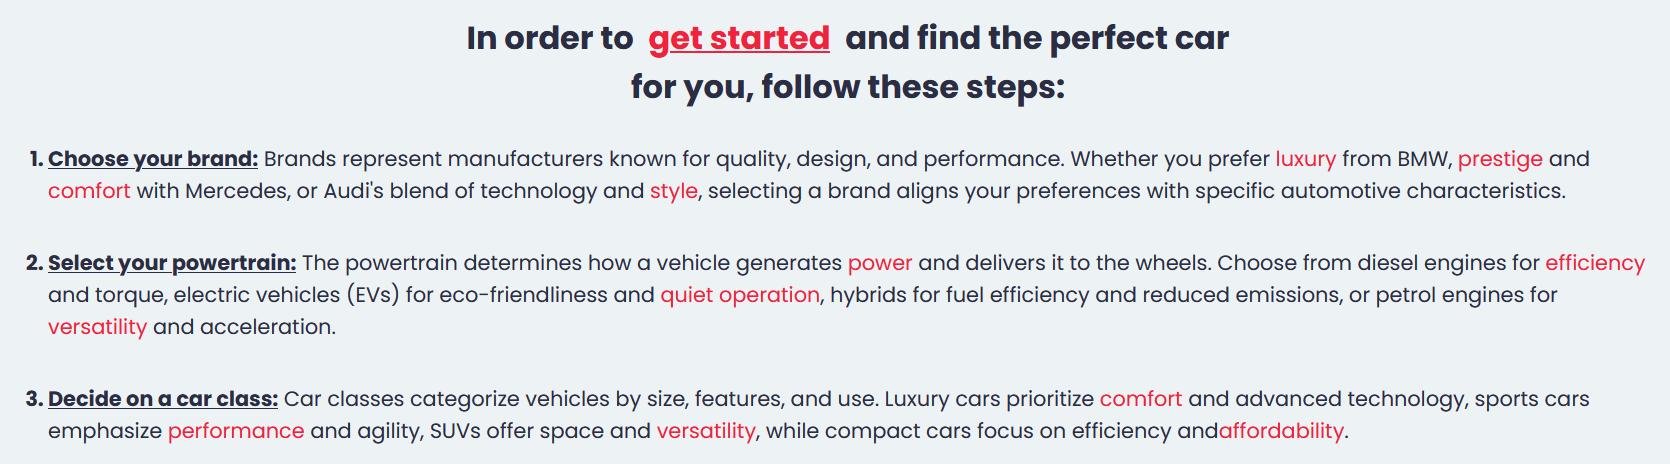 In order to get started and find the perfect car
for you, follow these steps:
1. Choose your brand: Brands represent manufacturers known for quality, design, and performance. Whether you prefer luxury from BMW, prestige and
comfort with Mercedes, or Audi's blend of technology and style, selecting a brand aligns your preferences with specific automotive characteristics.
2. Select your powertrain: The powertrain determines how a vehicle generates power and delivers it to the wheels. Choose from diesel engines for efficiency
and torque, electric vehicles (EVs) for eco-friendliness and quiet operation, hybrids for fuel efficiency and reduced emissions, or petrol engines for
versatility and acceleration.
3. Decide on a car class: Car classes categorize vehicles by size, features, and use. Luxury cars prioritize comfort and advanced technology, sports cars
emphasize performance and agility, SUVs offer space and versatility, while compact cars focus on efficiency andaffordability.